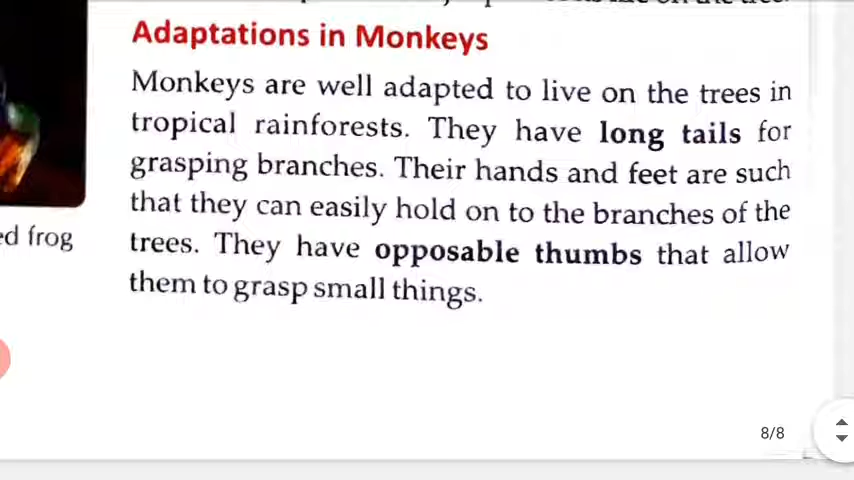 Adaptations in Monkeys
Monkeys are well adapted to live on the trees in
tropical rainforests. They have long tails for
grasping branches. Their hands and feet are such
that they can easily hold on to the branches of the
ed frog
trees. They have opposable thumbs that allow
them to grasp small things.
8/8